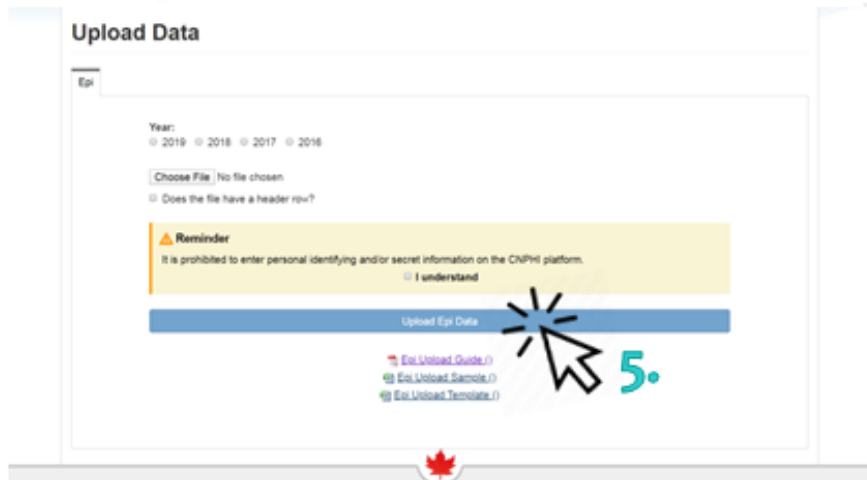 Upload Data
Epi
Year:
2019 2018 2017 2016
Choose File No file chosen
Does the file have a header row?
Reminder
It is prohibited to enter personal identifying and/or secret information on the CNPHI platform.
I understand
Upload Epi Data
Epi Upload Guide ()
Epi Upload Sample ()
Epi Upload Template ()
5.